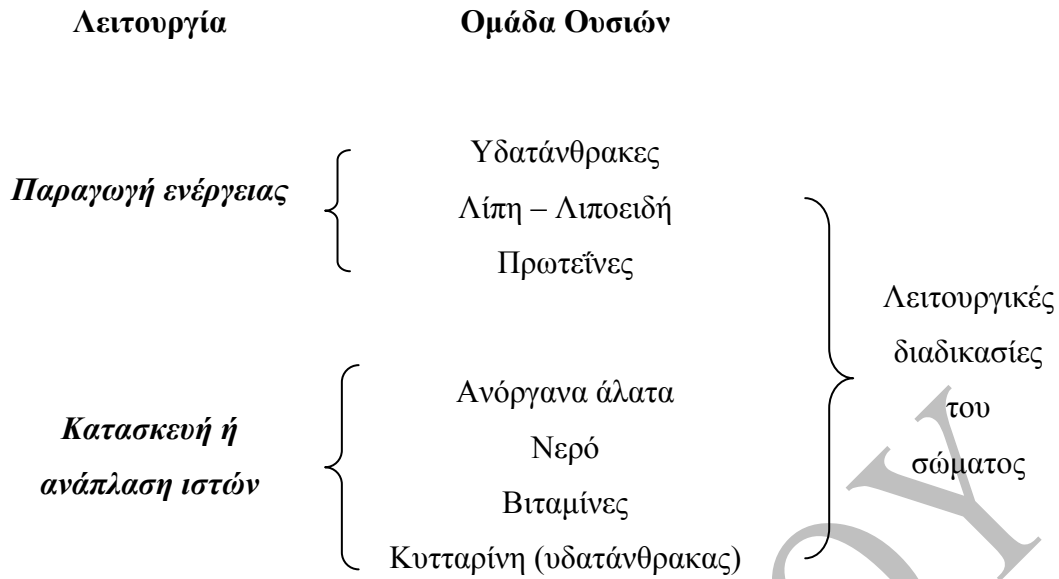 Λειτουργία Ομάδα Ουσιών
Παραγωγή ενέργειας
Υδατάνθρακες
Λίπη – Λιποειδή
Πρωτεΐνες
Κατασκευή ή
ανάπλαση ιστών
Ανόργανα άλατα
Νερό
Βιταμίνες
Κυτταρίνη (υδατάνθρακας)
Λειτουργικές
διαδικασίες
του
σώματος
ΟΥ